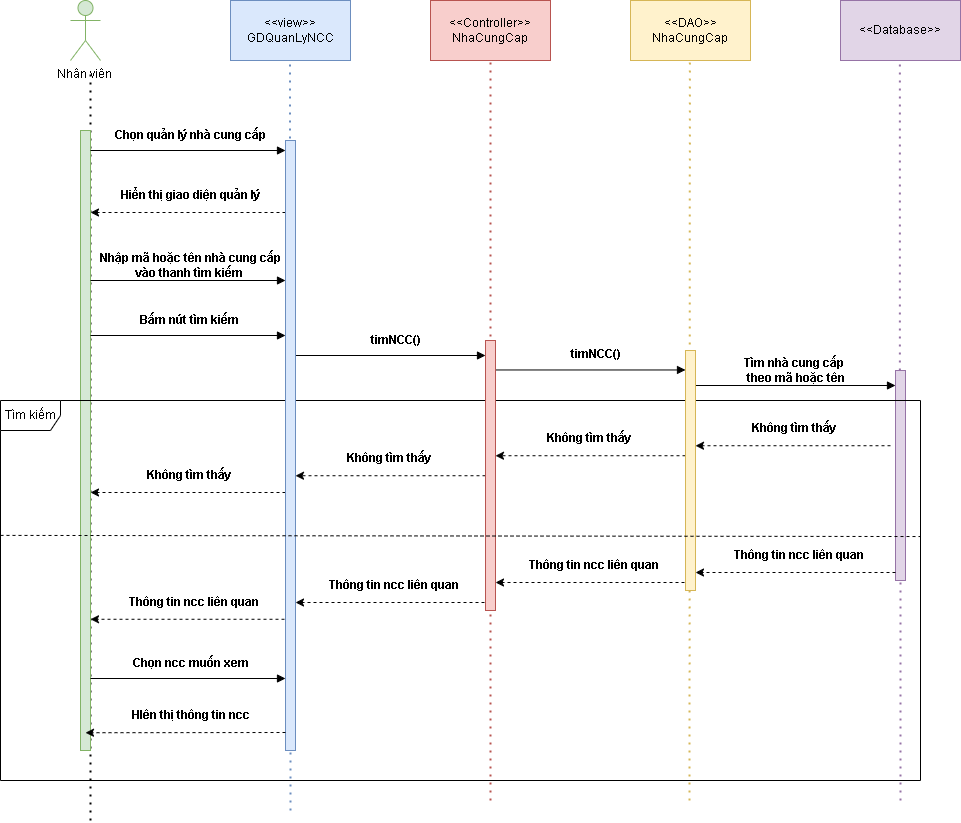 <<view>>
GDQuanLyNCC
<<Controller>>
NhaCungCap
<<DAO>>
NhaCungCap
<<Database>>
Nhân viên
Chọn quản lý nhà cung cấp
Hiển thị giao diện quản lý
Nhập mã hoặc tên nhà cung cấp
vào thanh tìm kiếm
Bấm nút tìm kiếm
timNCC()
timNCC()
Tìm nhà cung cấp
theo mã hoặc tên
Tìm kiếm
Không tìm thấy
Không tìm thấy
Không tìm thấy
Không tìm thấy
Thông tin ncc liên quan
Thông tin ncc liên quan
Thông tin ncc liên quan
Thông tin ncc liên quan
Chọn ncc muốn xem
HIên thị thông tin ncc